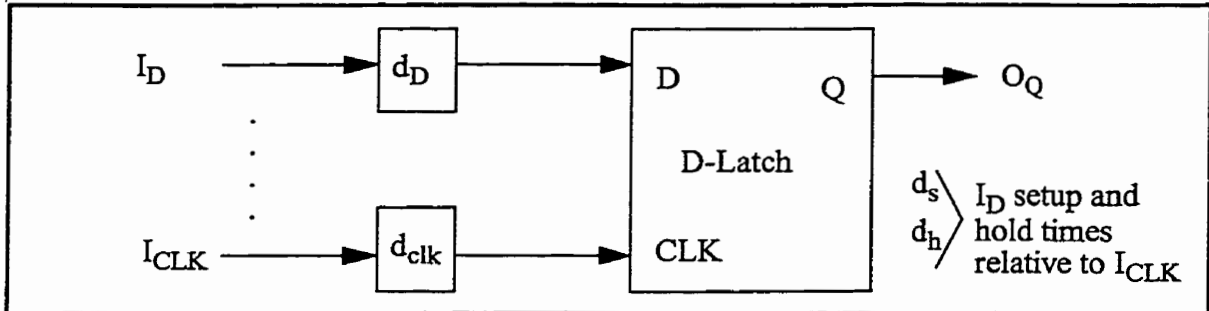 I_D
d_D
D
Q
O_Q
D-Latch
d_s
d_h
I_D setup and
hold times
relative to I_CLK
I_CLK
d_clk
CLK